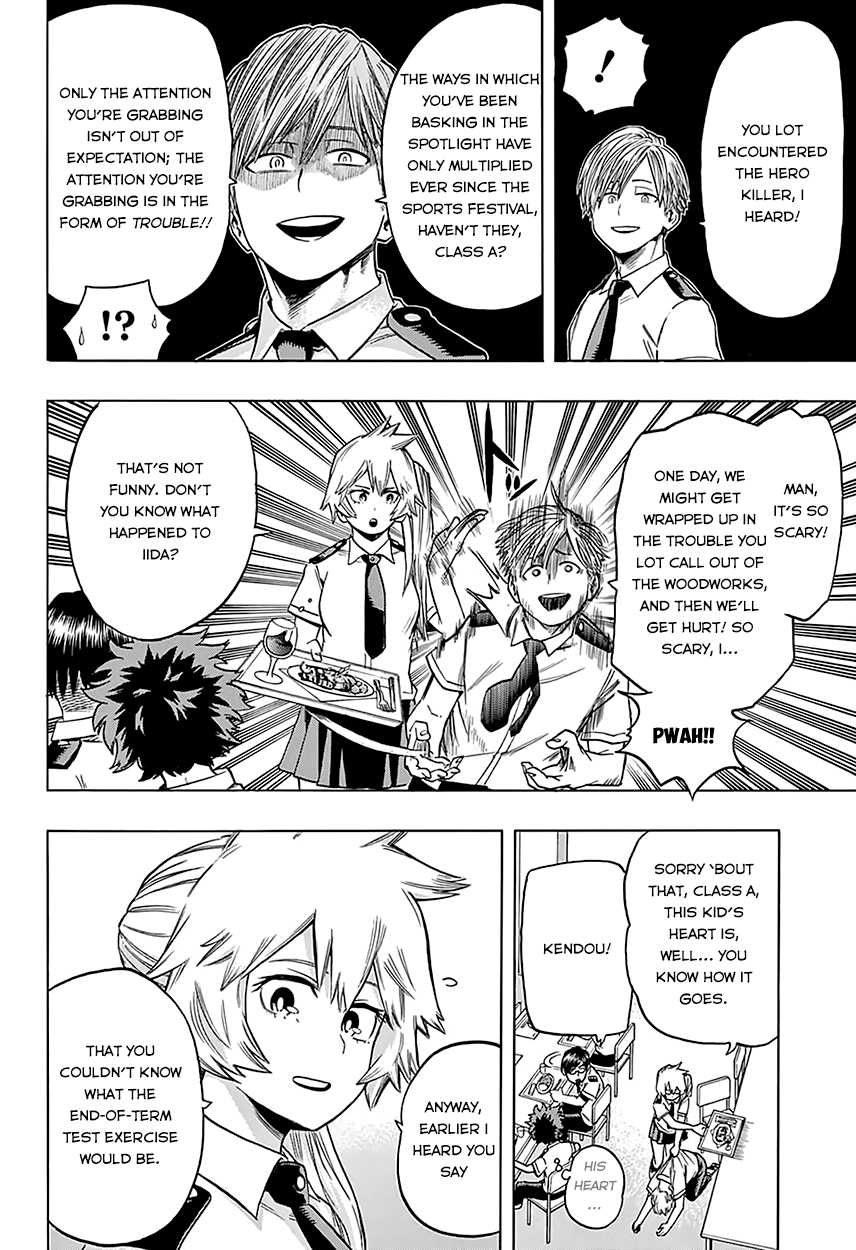 YOU LOT
ENCOUNTERED
THE HERO
KILLER, I
HEARD!
!
THE WAYS IN WHICH
YOU'VE BEEN
BASKING IN THE
SPOTLIGHT HAVE
ONLY MULTIPLIED
EVER SINCE THE
SPORTS FESTIVAL,
HAVEN'T THEY,
CLASS A?
ONLY THE ATTENTION
YOU'RE GRABBING
ISN'T OUT OF
EXPECTATION; THE
ATTENTION YOU'RE
GRABBING IS IN THE
FORM OF TROUBLE!!
!?
MAN,
IT'S SO
SCARY!
ONE DAY, WE
MIGHT GET
WRAPPED UP IN
THE TROUBLE YOU
LOT CALL OUT OF
THE WOODWORKS,
AND THEN WE'LL
GET HURT! SO
SCARY, I...
PWAH!!
ドッ
THAT'S NOT
FUNNY. DON'T
YOU KNOW WHAT
HAPPENED TO
IIDA?
SORRY 'BOUT
THAT, CLASS A,
THIS KID'S
HEART IS,
WELL... YOU
KNOW HOW IT
GOES.
KENDOU!
HIS
HEART
...
ANYWAY,
EARLIER I
HEARD YOU
SAY
THAT YOU
COULDN'T KNOW
WHAT THE
END-OF-TERM
TEST EXERCISE
WOULD BE.